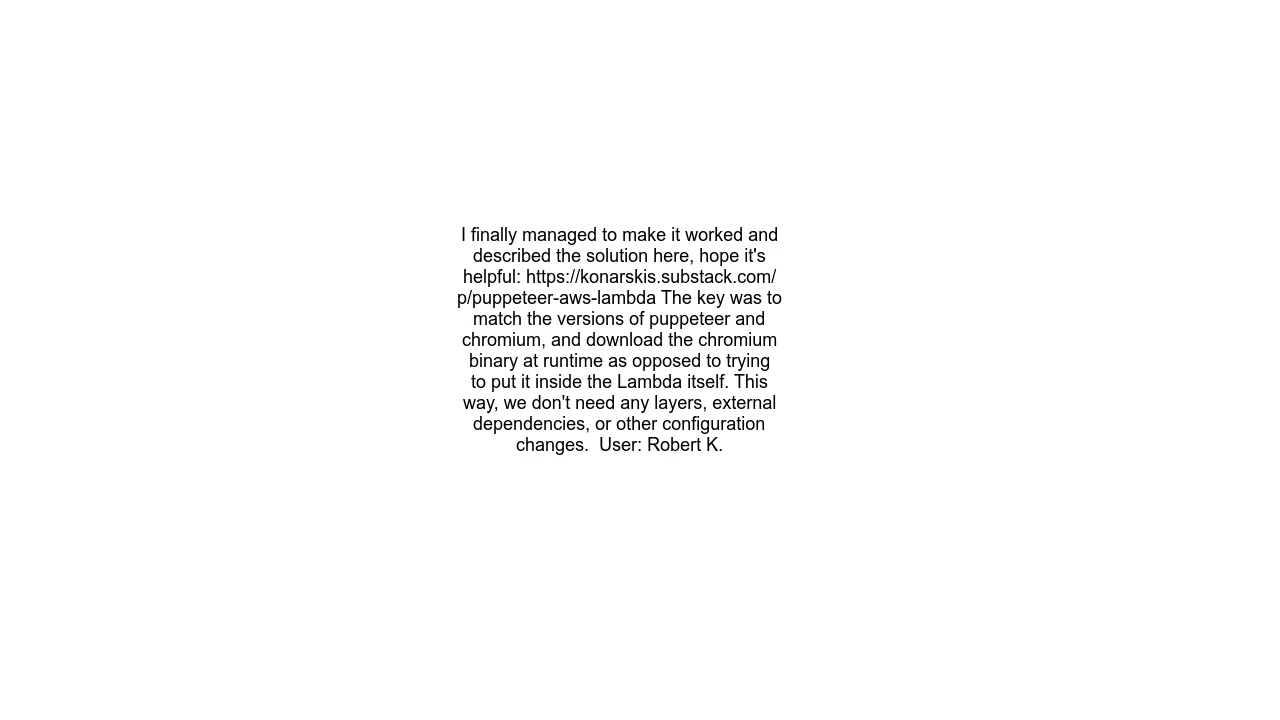 I finally managed to make it worked and
described the solution here, hope it's
helpful: https://konarskis.substack.com/
p/puppeteer-aws-lambda The key was to
match the versions of puppeteer and
chromium, and download the chromium
binary at runtime as opposed to trying
to put it inside the Lambda itself. This
way, we don't need any layers, external
dependencies, or other configuration
changes.  User: Robert K.